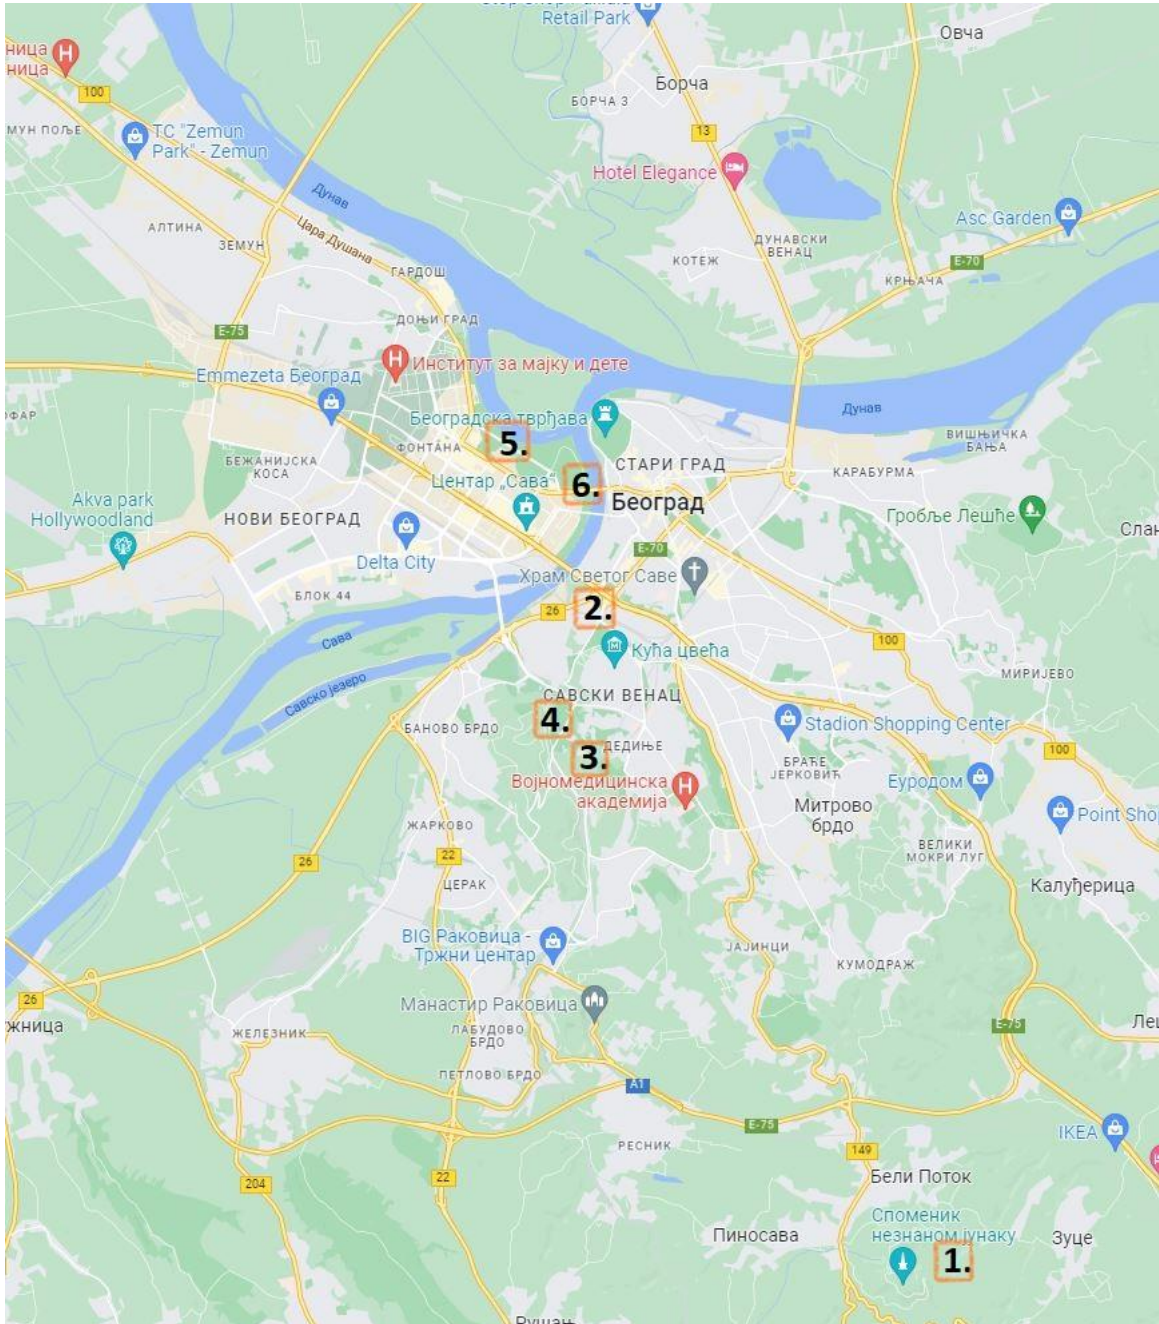 Retail Park
Овча
ница
ница
Борча
100
БОРЧА 3
МУН ПОЉЕ
TC "Zemun
Park" - Zemun
13
Hotel Elegance
Дунав
Asc Garden
АЛТИНА
Цара Душана
ЗЕМУН
ДУНАВСКИ
ВЕНАЦ
КОТЕЖ
E-70
ГАРДОШ
КРЊАЧА
ДОЊИ ГРАД
E-75
Институт за мајку и дете
Emmezeta Београд
Дунав
ОФАР
Београдска тврђава
5.
ВИШЊИЧКА
БАЊА
ФОНТАНА
БЕЖАНИЈСКА
КОСА
СТАРИ ГРАД
КАРАБУРМА
Центар „Сава“
6.
Београд
Akva park
Hollywoodland
НОВИ БЕОГРАД
Гробље Лешће
Слан
Delta City
E-70
Храм Светог Саве
БЛОК 44
26
2.
Сава
100
Кућа цвећа
МИРИЈЕВО
Савско језеро
САВСКИ ВЕНАЦ
4.
БАНОВО БРДО
Stadion Shopping Center
3.
ДЕДИЊЕ
100
БРАЋЕ
ЈЕРКОВИЋ
Војномедицинска
академија
Еуродом
Митрово
брдо
Point Sho
ЖАРКОВО
26
22
ВЕЛИКИ
МОКРИ ЛУГ
ЦЕРАК
Калуђерица
BIG Раковица -
Тржни центар
ЈАЈИНЦИ
КУМОДРАЖ
26
Манастир Раковица
жница
ЖЕЛЕЗНИК
ЛАБУДОВО
БРДО
E-75
Леш
ПЕТЛОВО БРДО
A1
E-75
IKEA
РЕСНИК
149
204
22
Бели Поток
Споменик
незнаном јунаку
Пиносава
Зуце
1.
Рушањ